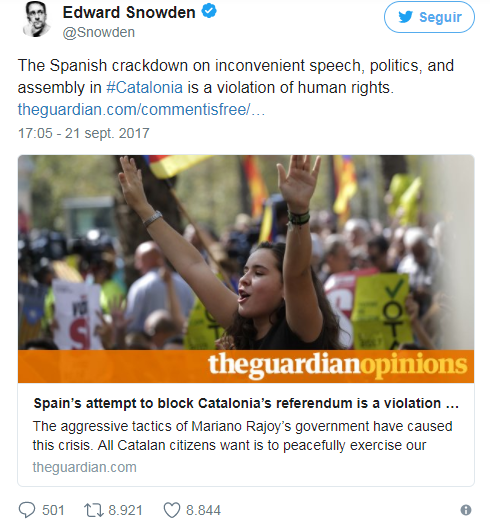 Edward Snowden
@Snowden
Seguir
The Spanish crackdown on inconvenient speech, politics, and
assembly in #Catalonia is a violation of human rights.
theguardian.com/commentisfree/…
17:05 - 21 sept. 2017
theguardianopinions
Spain's attempt to block Catalonia's referendum is a violation …
The aggressive tactics of Mariano Rajoy's government have caused
this crisis. All Catalan citizens want is to peacefully exercise our
theguardian.com
501 8.921 8.844